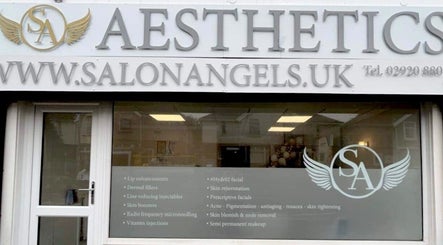 SA AESTHETICS
WWW.SALONANGELS.UK Tel. 02920 880
• Lip enhancements
• Dermal fillers
• Line reducing injectables
• Skin boosters
• Radio frequency microneedling
• Vitamin injections
• Hydr02 facial
• Skin rejuvenation
• Prescriptive facials
• Acne - Pigmentation - antiaging - rosacea - skin tightening
• Skin blemish & mole removal
• Semi permanent makeup
SA